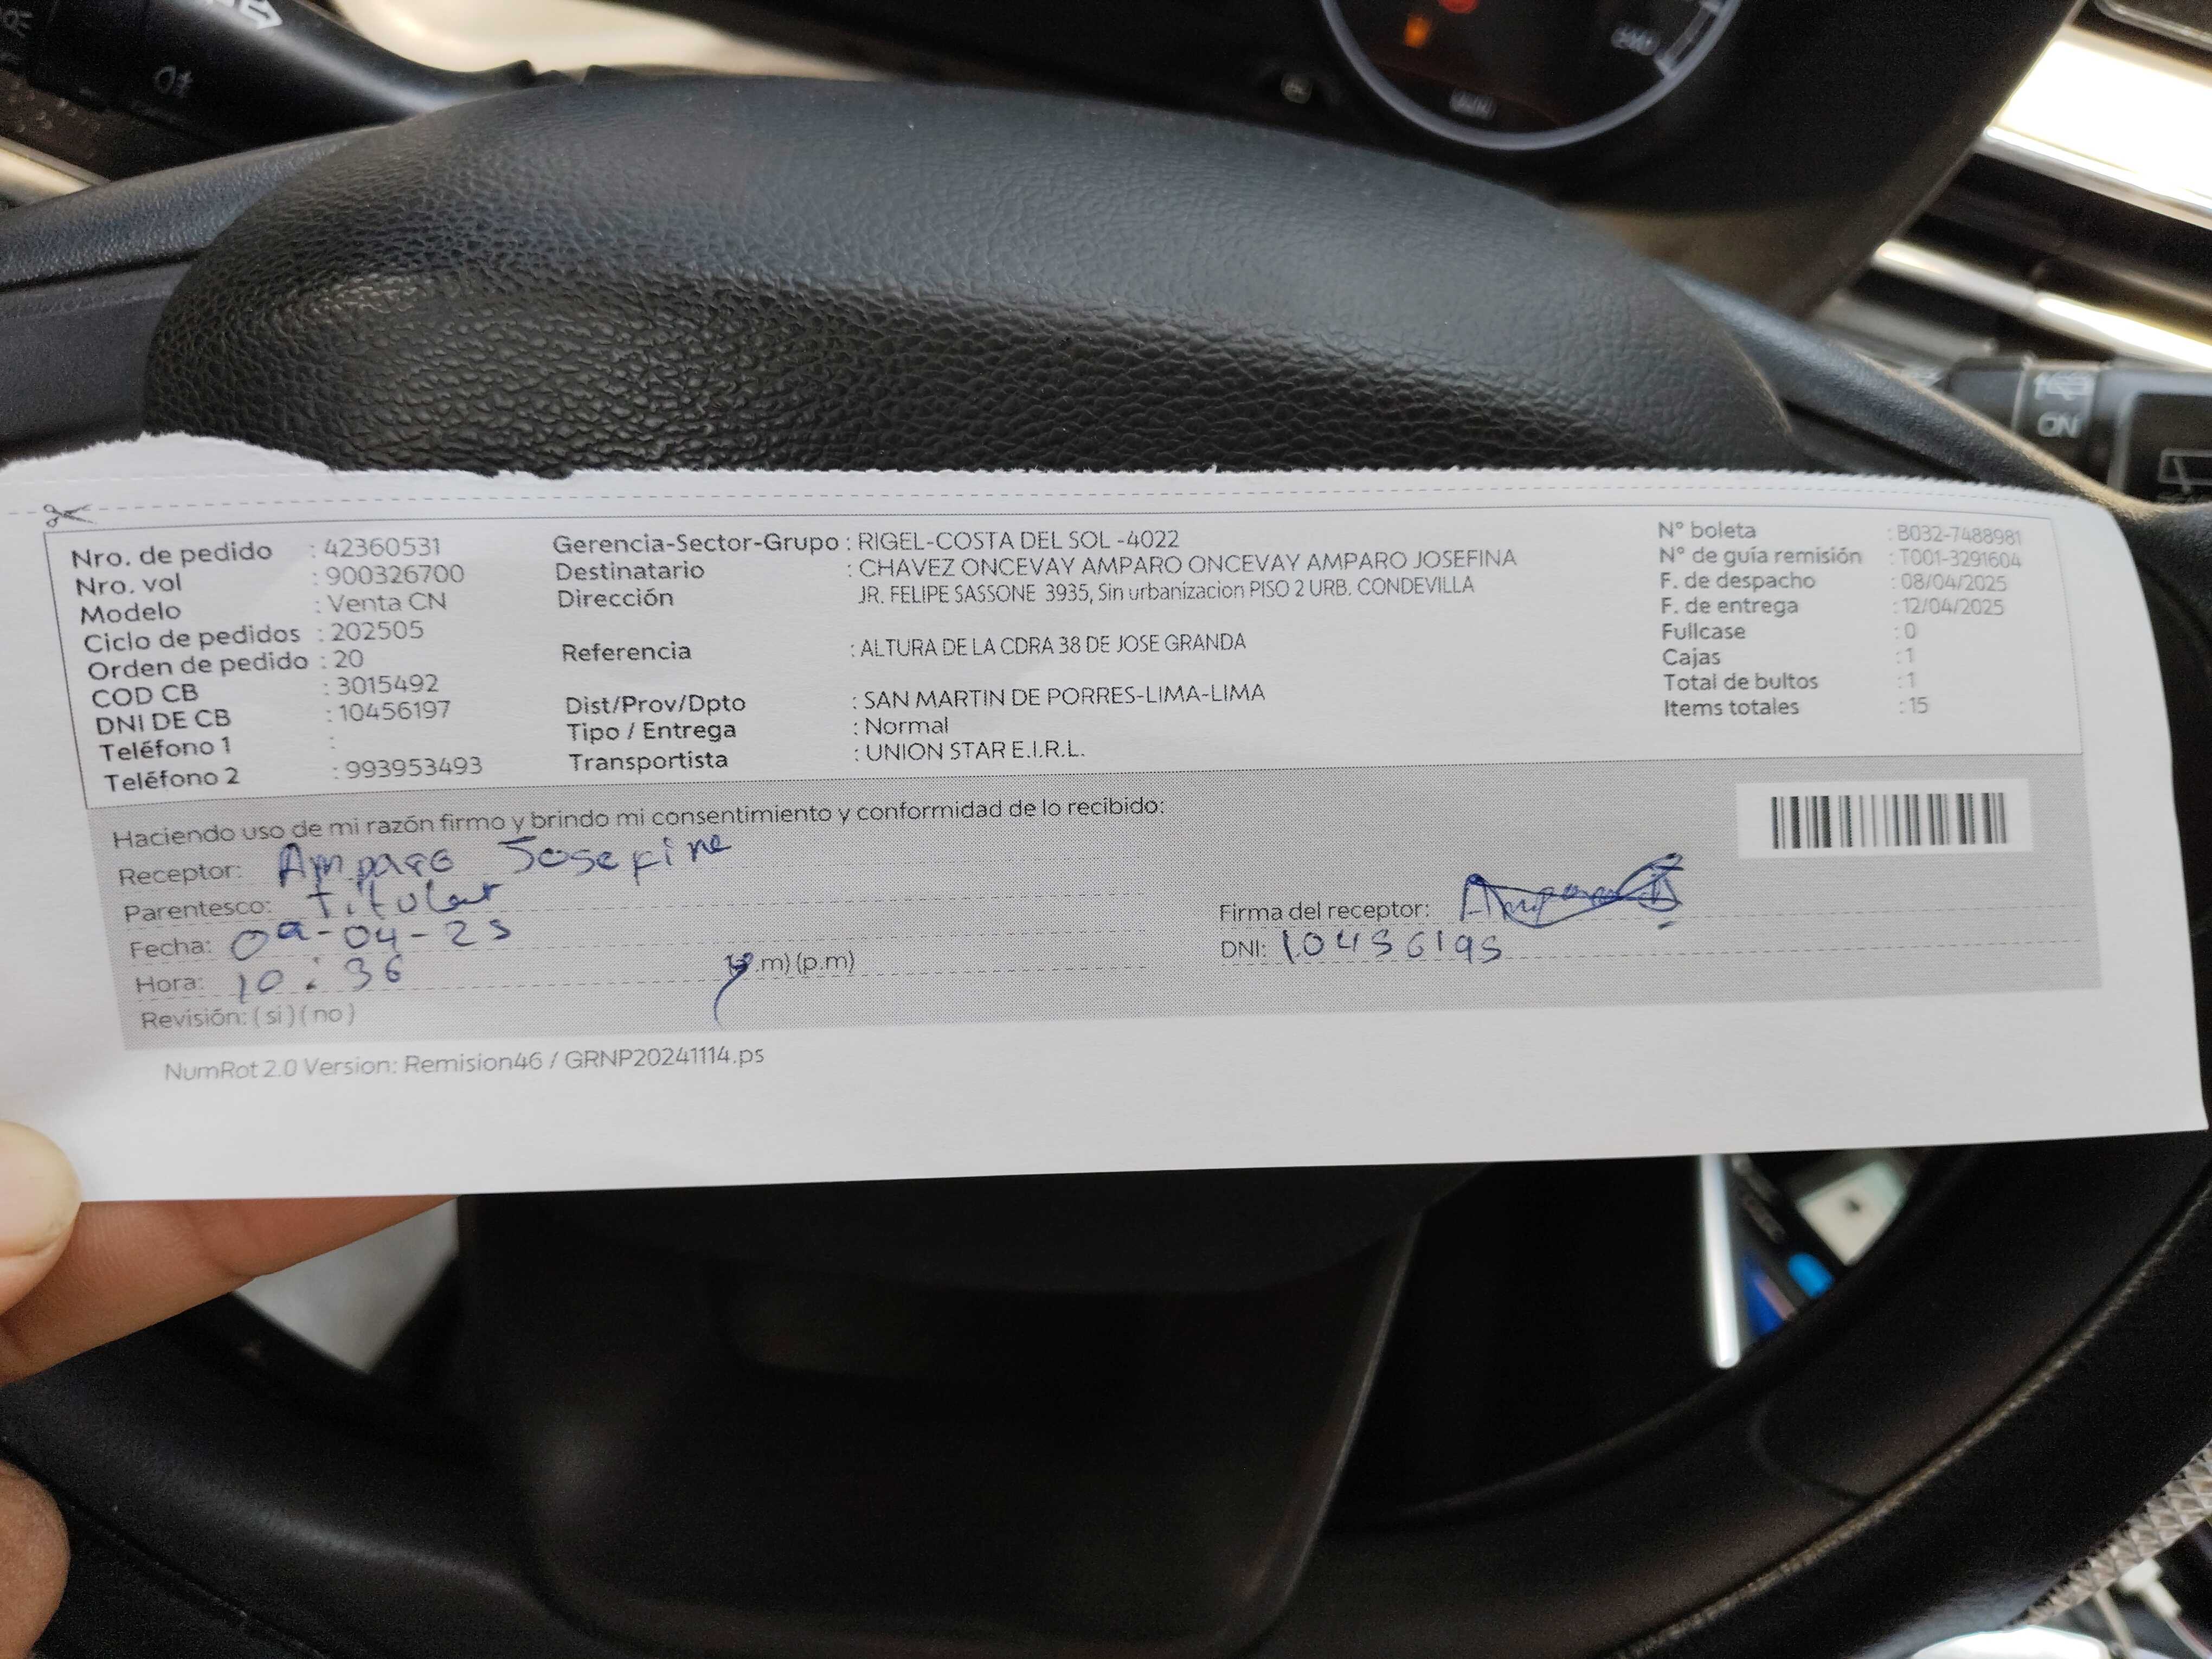 Nro. de pedido : 42360531
Nro. vol : 900326700
Modelo : Venta CN
Ciclo de pedidos : 202505
Orden de pedido : 20
COD CB : 3015492
DNI DE CB : 10456197
Teléfono 1 :
Teléfono 2 : 993953493
Gerencia-Sector-Grupo : RIGEL-COSTA DEL SOL -4022
Destinatario : CHAVEZ ONCEVAY AMPARO ONCEVAY AMPARO JOSEFINA
Dirección JR. FELIPE SASSONE 3935, Sin urbanizacion PISO 2 URB. CONDEVILLA
Referencia : ALTURA DE LA CDRA 38 DE JOSE GRANDA
Dist/Prov/Dpto : SAN MARTIN DE PORRES-LIMA-LIMA
Tipo / Entrega : Normal
Transportista : UNION STAR E.I.R.L.
N° boleta : B032-7488981
N° de guía remisión : T001-3291604
F. de despacho : 08/04/2025
F. de entrega : 12/04/2025
Fullcase : 0
Cajas : 1
Total de bultos : 1
Items totales : 15
Haciendo uso de mi razón firmo y brindo mi consentimiento y conformidad de lo recibido:
Receptor: Amparo Josefine
Parentesco: Titular
Fecha: 09-04-25
Hora: 10:36 .m) (p.m)
Revisión: ( si ) ( no )
Firma del receptor:
DNI: 10456195
NumRot 2.0 Version: Remision46 / GRNP20241114.ps
ON